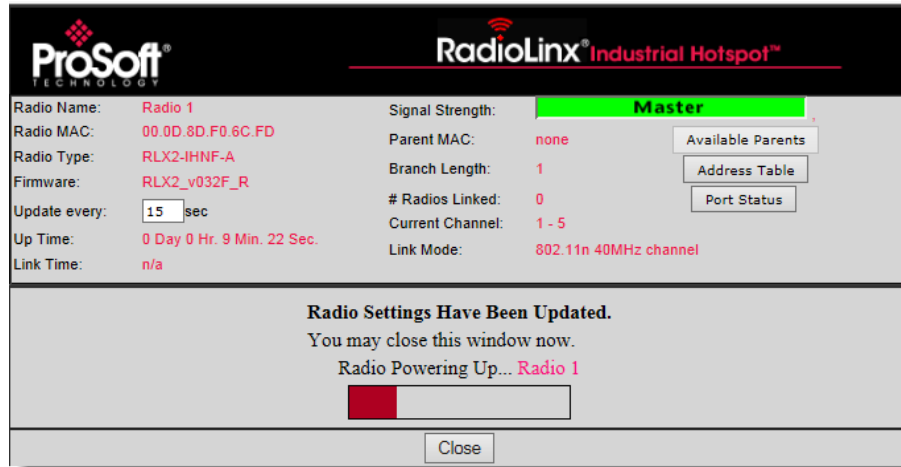 ProSoft®
TECHNOLOGY
RadioLinx® Industrial Hotspot™
Radio Name: Radio 1
Radio MAC: 00.0D.8D.F0.6C.FD
Radio Type: RLX2-IHNF-A
Firmware: RLX2_v032F_R
Update every: 15 sec
Up Time: 0 Day 0 Hr. 9 Min. 22 Sec.
Link Time: n/a
Signal Strength: Master ,
Parent MAC: none Available Parents
Branch Length: 1 Address Table
# Radios Linked: 0 Port Status
Current Channel: 1 - 5
Link Mode: 802.11n 40MHz channel
Radio Settings Have Been Updated.
You may close this window now.
Radio Powering Up... Radio 1
Close